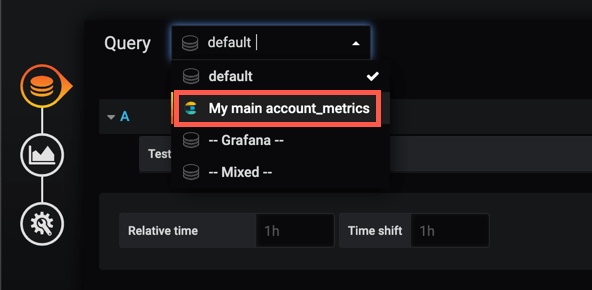 Query default
default
My main account_metrics
A
-- Grafana --
Test
-- Mixed --
Relative time 1h Time shift 1h